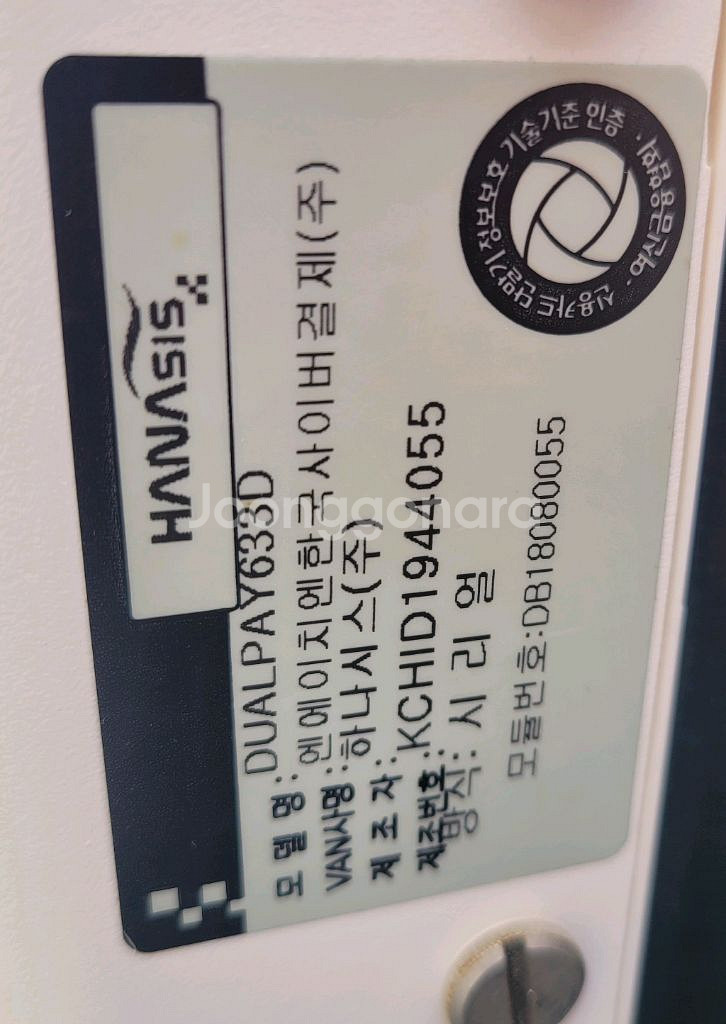 HANASIS
모 델 명 : DUALPAY633D
VAN사명 : 엔에이치엔한국사이버결제(주)
제 조 자 : 하나시스(주)
제조번호 : KCHID1944055
방식 : 시 리 얼
모듈번호:DB18080055
신용카드 단말기 정보보호 기술기준 인증
· 여신금융협회 ·
Joonggonara